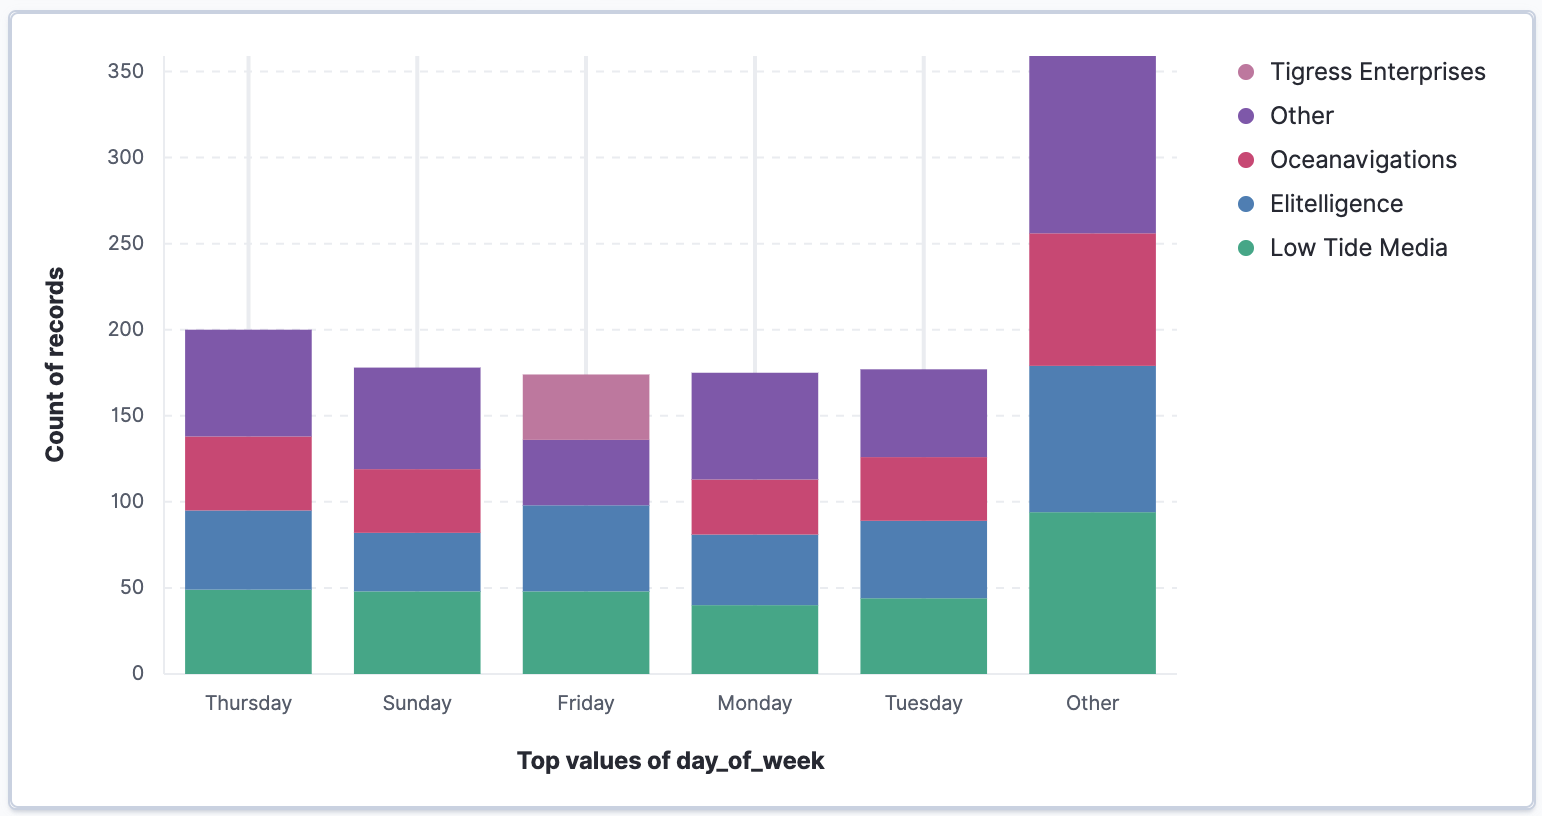 Count of records
350
300
250
200
150
100
50
0
Thursday
Sunday
Friday
Monday
Tuesday
Other
Top values of day_of_week
Tigress Enterprises
Other
Oceanavigations
Elitelligence
Low Tide Media